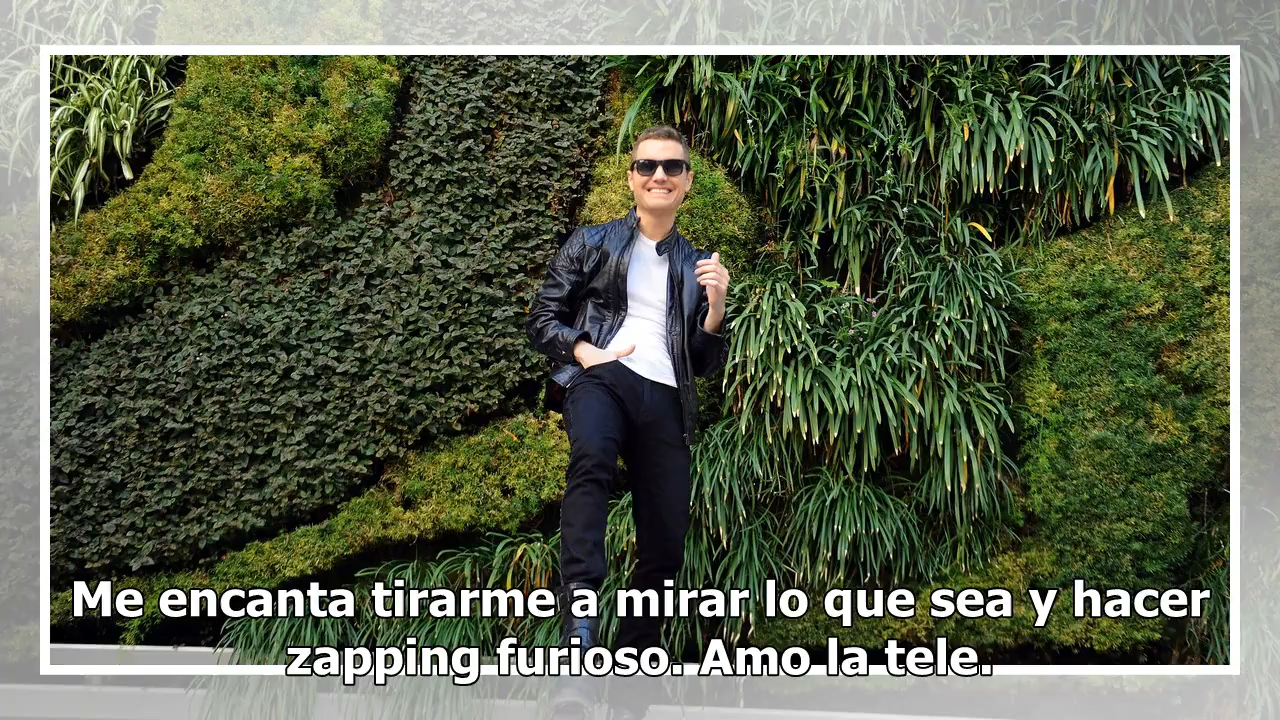 Me encanta tirarme a mirar lo que sea y hacer
zapping furioso. Amo la tele.